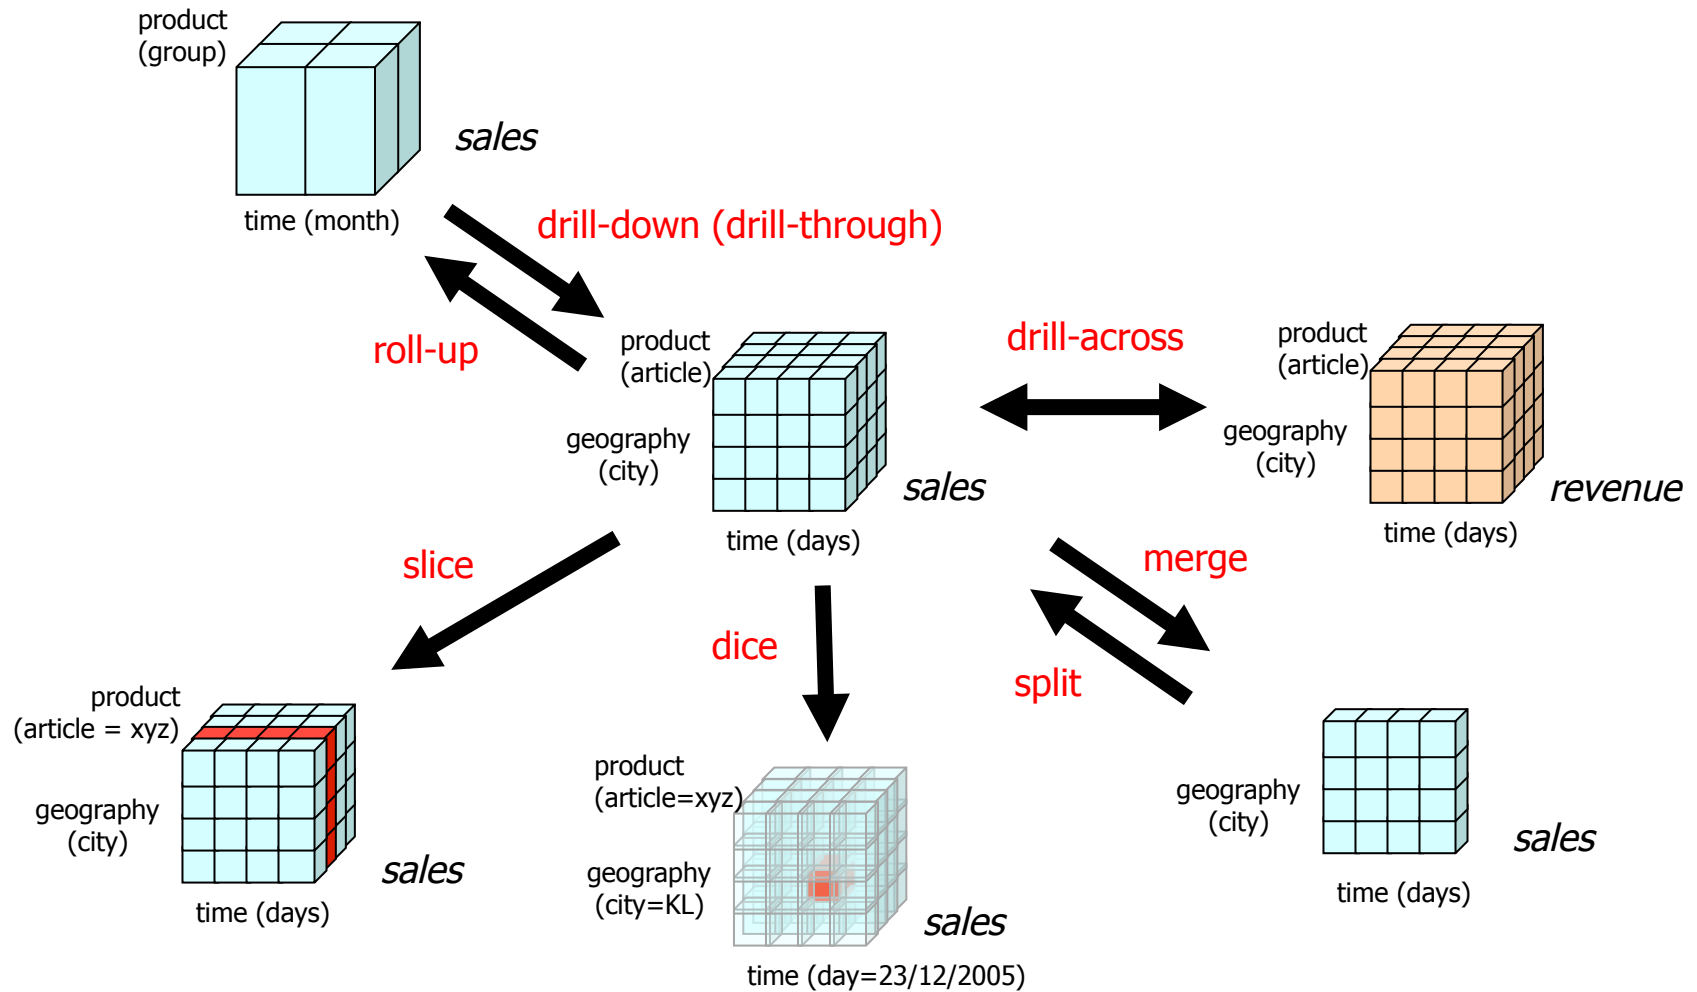 product
(group)
sales
time (month)
drill-down (drill-through)
roll-up
product
(article)
geography
(city)
sales
time (days)
drill-across
product
(article)
geography
(city)
revenue
time (days)
slice
dice
merge
split
product
(article = xyz)
geography
(city)
sales
time (days)
product
(article=xyz)
geography
(city=KL)
sales
time (day=23/12/2005)
geography
(city)
sales
time (days)